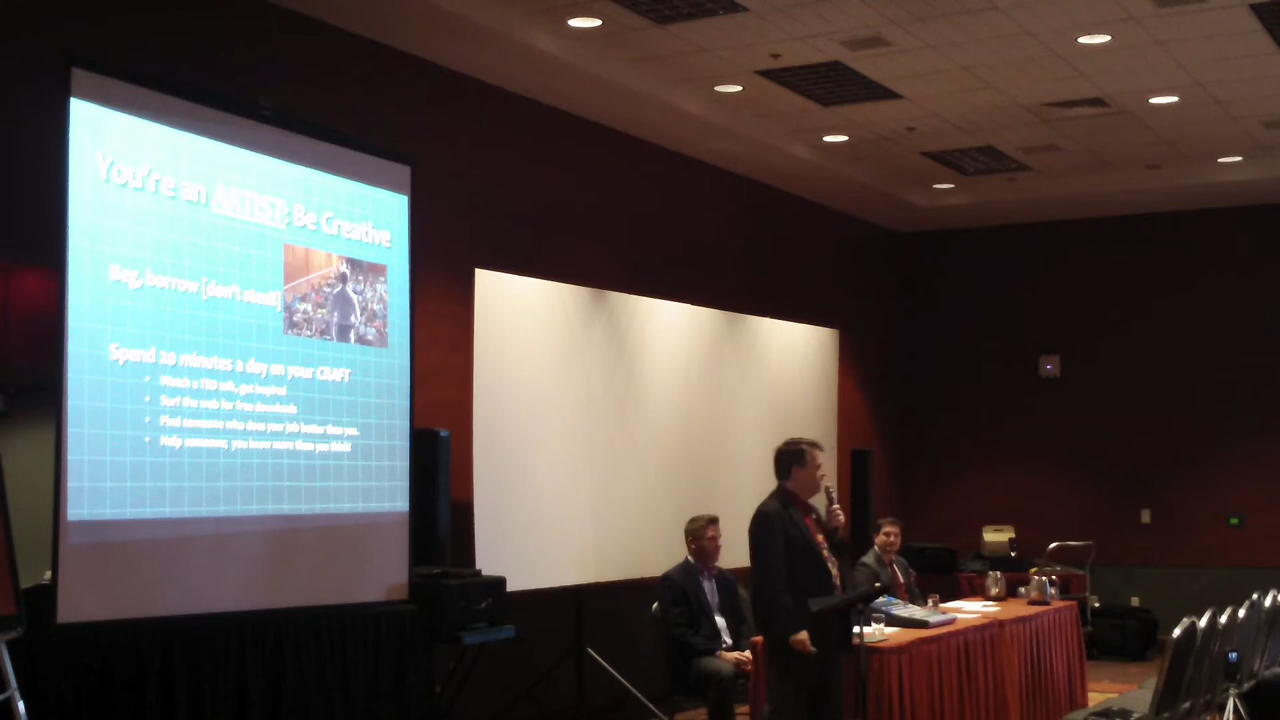 You're an ARTIST; Be Creative
Beg, borrow [don't steal]
Spend 20 minutes a day on your CRAFT
Watch a TED talk, get inspired
Surf the web for free downloads
Find someone who does your job better than you.
Help someone; you know more than you think!